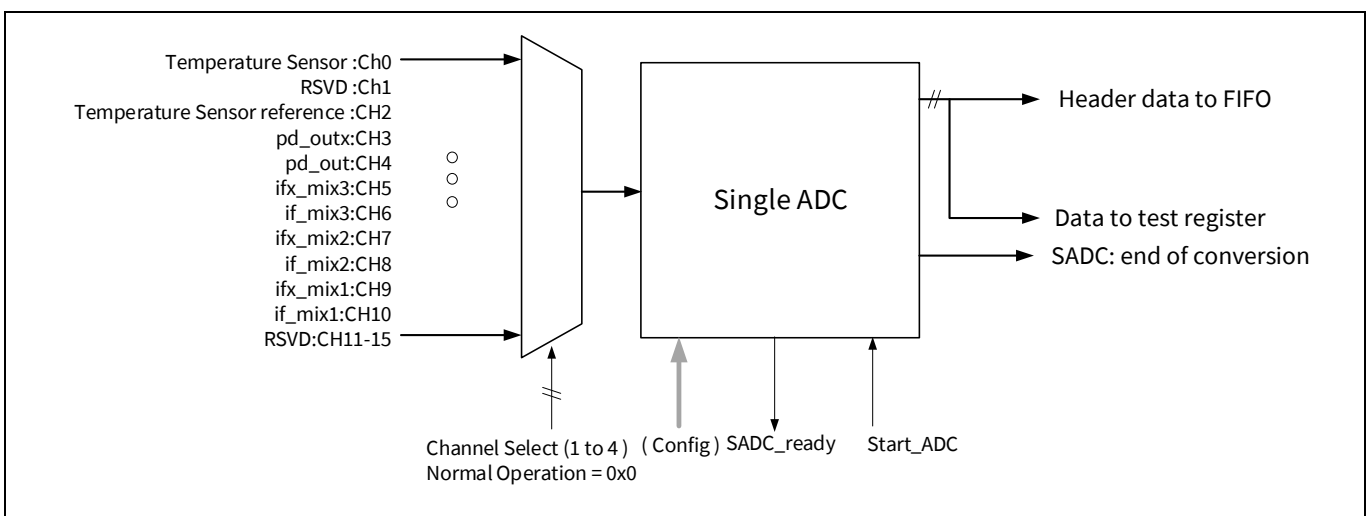 Temperature Sensor :Ch0
RSVD :Ch1
Temperature Sensor reference :CH2
pd_outx:CH3
pd_out:CH4
ifx_mix3:CH5
if_mix3:CH6
ifx_mix2:CH7
if_mix2:CH8
ifx_mix1:CH9
if_mix1:CH10
RSVD:CH11-15
Single ADC
Header data to FIFO
Data to test register
SADC: end of conversion
Channel Select (1 to 4 )
Normal Operation = 0x0
( Config )
SADC_ready
Start_ADC